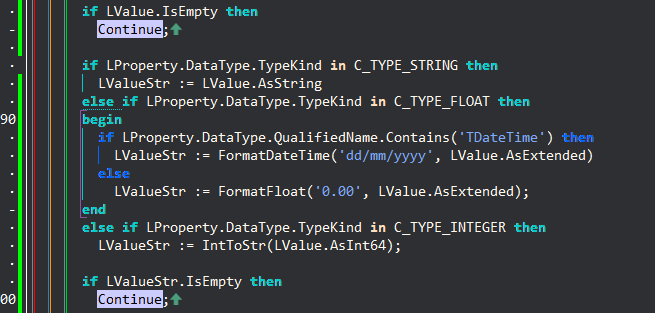 if LValue.IsEmpty then
Continue;
if LProperty.DataType.TypeKind in C_TYPE_STRING then
LValueStr := LValue.AsString
else if LProperty.DataType.TypeKind in C_TYPE_FLOAT then
90 begin
if LProperty.DataType.QualifiedName.Contains('TDateTime') then
LValueStr := FormatDateTime('dd/mm/yyyy', LValue.AsExtended)
else
LValueStr := FormatFloat('0.00', LValue.AsExtended);
end
else if LProperty.DataType.TypeKind in C_TYPE_INTEGER then
LValueStr := IntToStr(LValue.AsInt64);
if LValueStr.IsEmpty then
00 Continue;